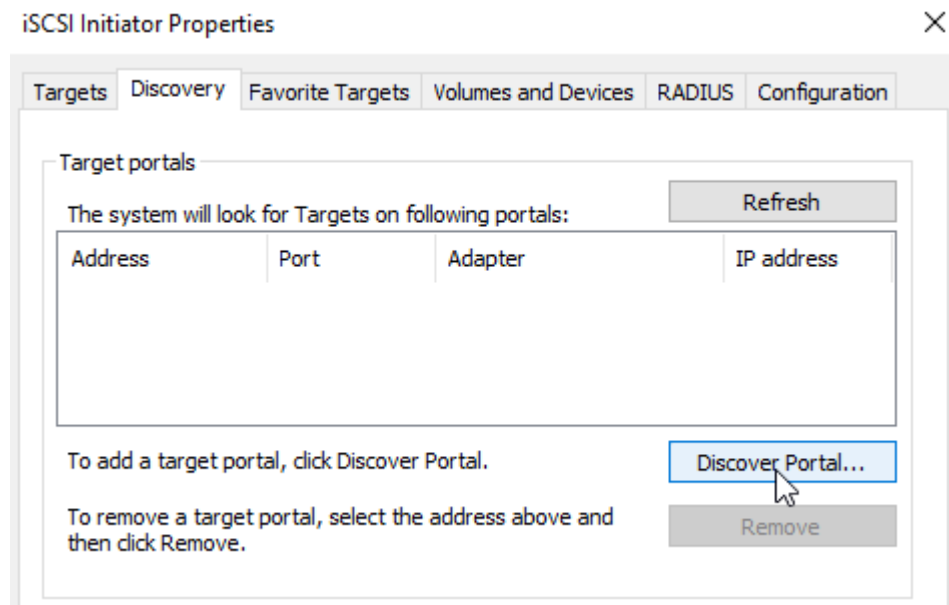 iSCSI Initiator Properties
Targets Discovery Favorite Targets Volumes and Devices RADIUS Configuration
Target portals
The system will look for Targets on following portals:
Refresh
Address Port Adapter IP address
To add a target portal, click Discover Portal.
Discover Portal...
To remove a target portal, select the address above and
then click Remove.
Remove